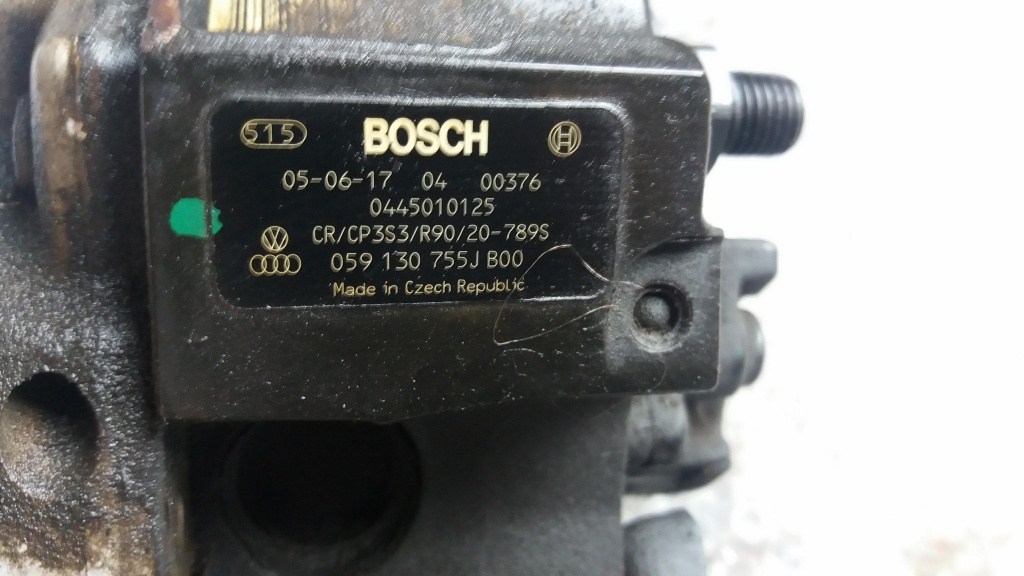 515 BOSCH
05-06-17 04 00376
0445010125
CR/CP3S3/R90/20-789S
059 130 755J B00
Made in Czech Republic